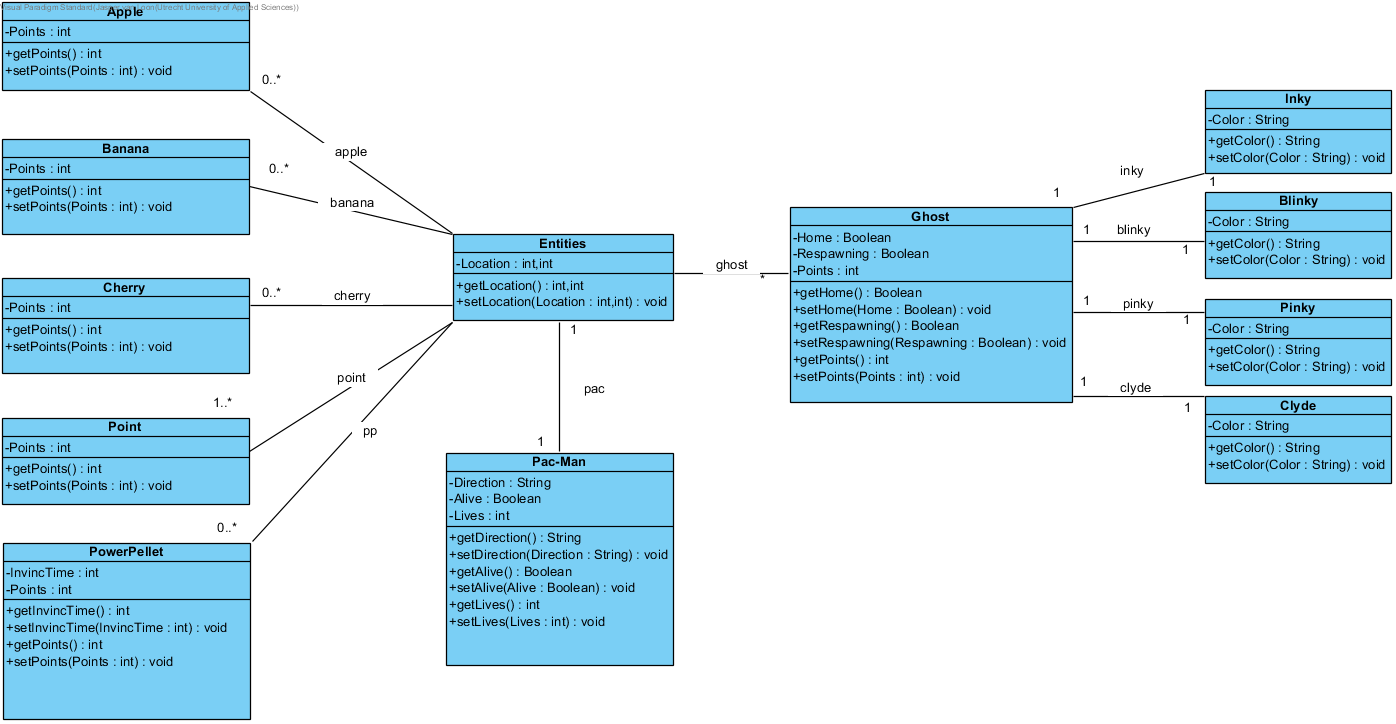 Visual Paradigm Standard(Jasper van Loon(Utrecht University of Applied Sciences))
Apple
-Points : int
+getPoints() : int
+setPoints(Points : int) : void
0..*
apple
Banana
-Points : int
+getPoints() : int
+setPoints(Points : int) : void
0..*
banana
Cherry
-Points : int
+getPoints() : int
+setPoints(Points : int) : void
0..*
cherry
Point
-Points : int
+getPoints() : int
+setPoints(Points : int) : void
1..*
point
PowerPellet
-InvincTime : int
-Points : int
+getInvincTime() : int
+setInvincTime(InvincTime : int) : void
+getPoints() : int
+setPoints(Points : int) : void
0..*
pp
Entities
-Location : int,int
+getLocation() : int,int
+setLocation(Location : int,int) : void
1
pac
1
Pac-Man
-Direction : String
-Alive : Boolean
-Lives : int
+getDirection() : String
+setDirection(Direction : String) : void
+getAlive() : Boolean
+setAlive(Alive : Boolean) : void
+getLives() : int
+setLives(Lives : int) : void
ghost
*
Ghost
-Home : Boolean
-Respawning : Boolean
-Points : int
+getHome() : Boolean
+setHome(Home : Boolean) : void
+getRespawning() : Boolean
+setRespawning(Respawning : Boolean) : void
+getPoints() : int
+setPoints(Points : int) : void
1
inky
1
Inky
-Color : String
+getColor() : String
+setColor(Color : String) : void
1
blinky
1
Blinky
-Color : String
+getColor() : String
+setColor(Color : String) : void
1
pinky
1
Pinky
-Color : String
+getColor() : String
+setColor(Color : String) : void
1
clyde
1
Clyde
-Color : String
+getColor() : String
+setColor(Color : String) : void